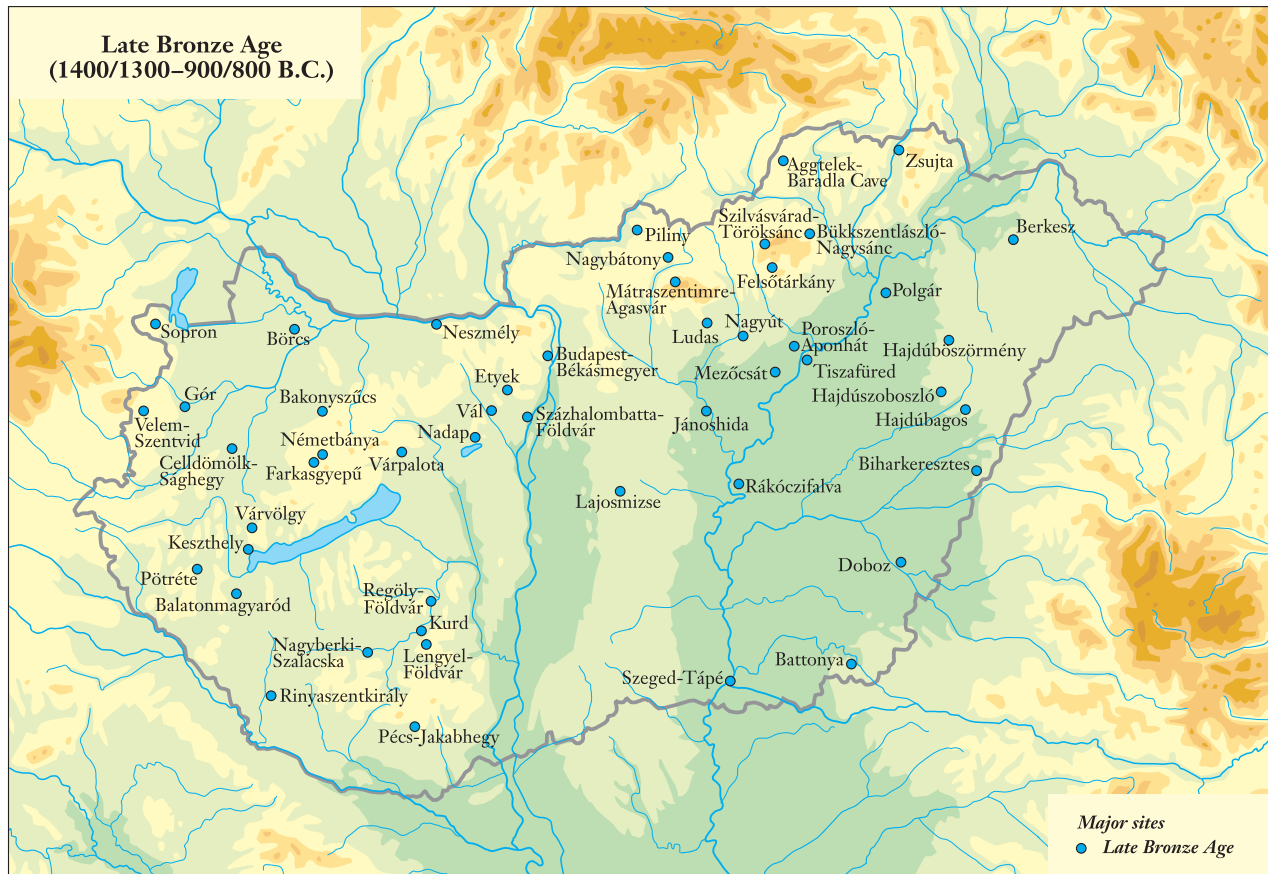 Late Bronze Age
(1400/1300–900/800 B.C.)
Aggtelek-
Baradla Cave
Zsujta
Szilvásvárad-
Töröksánc
Bükkszentlászló-
Nagysánc
Berkesz
Piliny
Nagybátony
Felsőtárkány
Mátraszentimre-
Agasvár
Polgár
Sopron
Börcs
Neszmély
Ludas
Nagyút
Poroszló-
Aponhát
Tiszafüred
Hajdúböszörmény
Budapest-
Békásmegyer
Mezőcsát
Etyek
Hajdúszoboszló
Gór
Bakonyszűcs
Vál
Százhalombatta-
Földvár
Jánoshida
Hajdúbagos
Velem-
Szentvid
Németbánya
Nadap
Celldömölk-
Sághegy
Farkasgyepű
Várpalota
Biharkeresztes
Rákóczifalva
Lajosmizse
Várvölgy
Keszthely
Pötréte
Balatonmagyaród
Doboz
Regöly-
Földvár
Kurd
Nagyberki-
Szalacska
Lengyel-
Földvár
Battonya
Szeged-Tápé
Rinyaszentkirály
Pécs-Jakabhegy
Major sites
Late Bronze Age